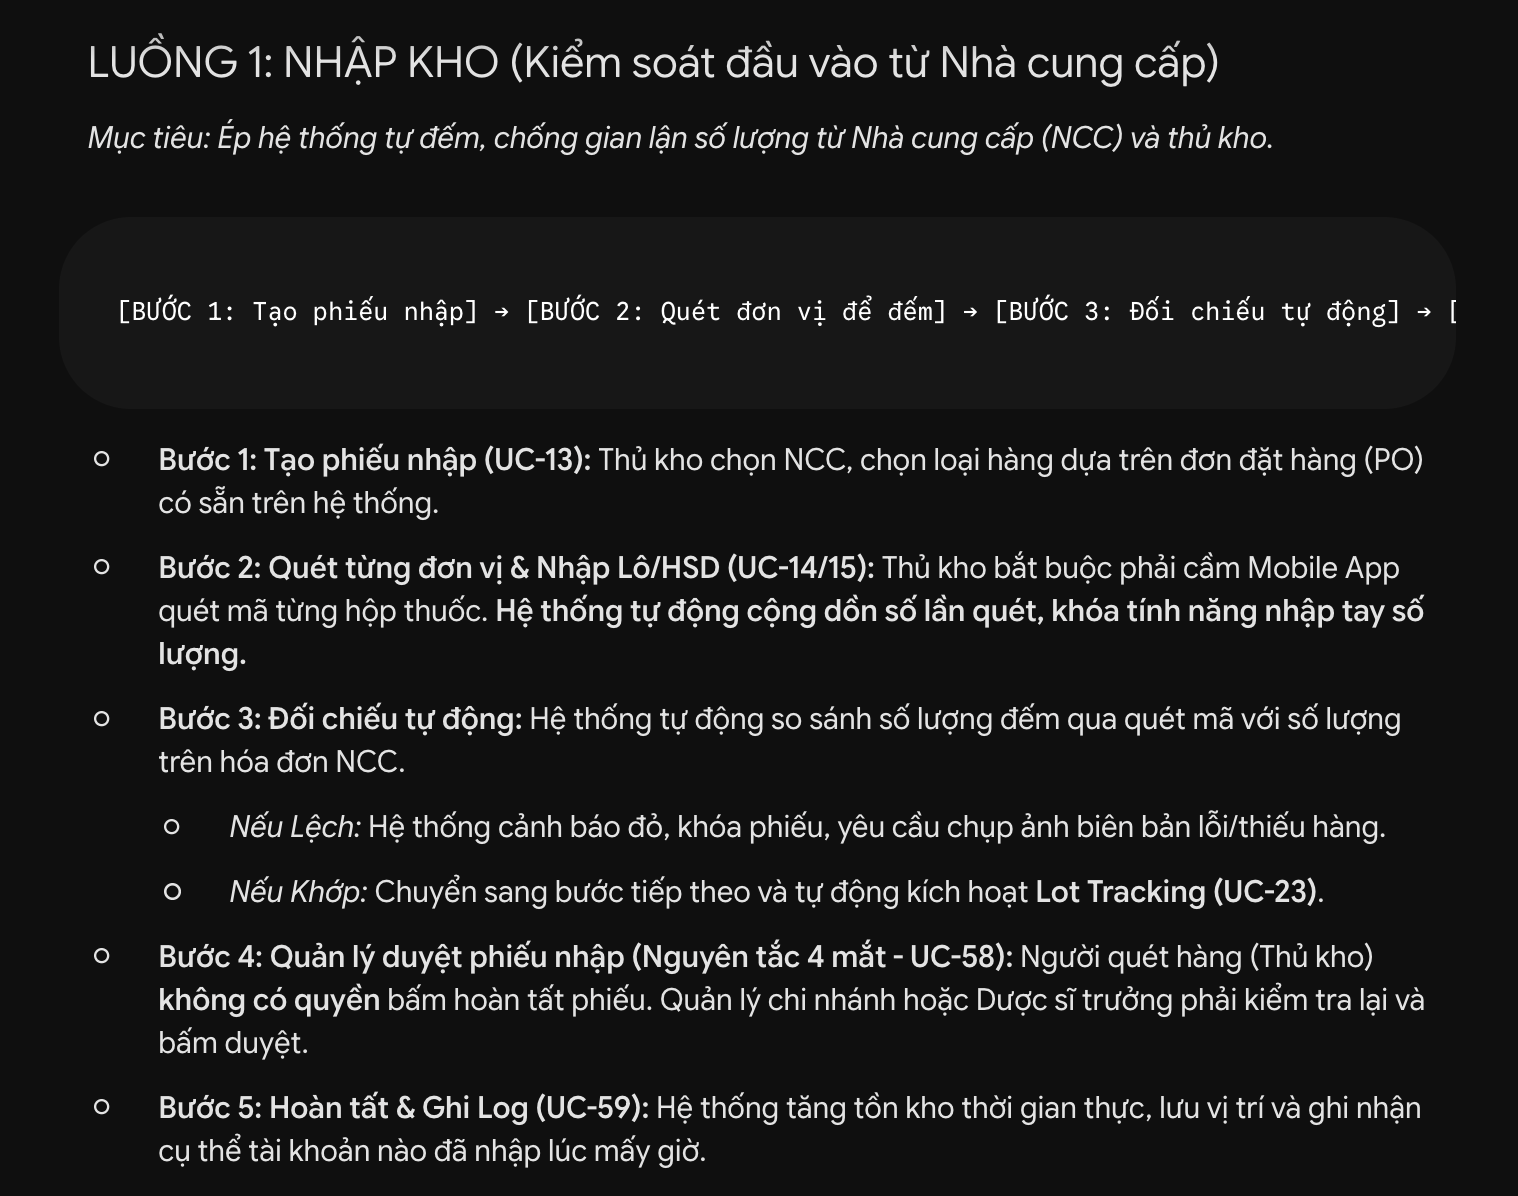 LUỒNG 1: NHẬP KHO (Kiểm soát đầu vào từ Nhà cung cấp)
Mục tiêu: Ép hệ thống tự đếm, chống gian lận số lượng từ Nhà cung cấp (NCC) và thủ kho.
[BƯỚC 1: Tạo phiếu nhập] → [BƯỚC 2: Quét đơn vị để đếm] → [BƯỚC 3: Đối chiếu tự động] → [
Bước 1: Tạo phiếu nhập (UC-13): Thủ kho chọn NCC, chọn loại hàng dựa trên đơn đặt hàng (PO)
có sẵn trên hệ thống.
Bước 2: Quét từng đơn vị & Nhập Lô/HSD (UC-14/15): Thủ kho bắt buộc phải cầm Mobile App
quét mã từng hộp thuốc. Hệ thống tự động cộng dồn số lần quét, khóa tính năng nhập tay số
lượng.
Bước 3: Đối chiếu tự động: Hệ thống tự động so sánh số lượng đếm qua quét mã với số lượng
trên hóa đơn NCC.
Nếu Lệch: Hệ thống cảnh báo đỏ, khóa phiếu, yêu cầu chụp ảnh biên bản lỗi/thiếu hàng.
Nếu Khớp: Chuyển sang bước tiếp theo và tự động kích hoạt Lot Tracking (UC-23).
Bước 4: Quản lý duyệt phiếu nhập (Nguyên tắc 4 mắt - UC-58): Người quét hàng (Thủ kho)
không có quyền bấm hoàn tất phiếu. Quản lý chi nhánh hoặc Dược sĩ trưởng phải kiểm tra lại và
bấm duyệt.
Bước 5: Hoàn tất & Ghi Log (UC-59): Hệ thống tăng tồn kho thời gian thực, lưu vị trí và ghi nhận
cụ thể tài khoản nào đã nhập lúc mấy giờ.